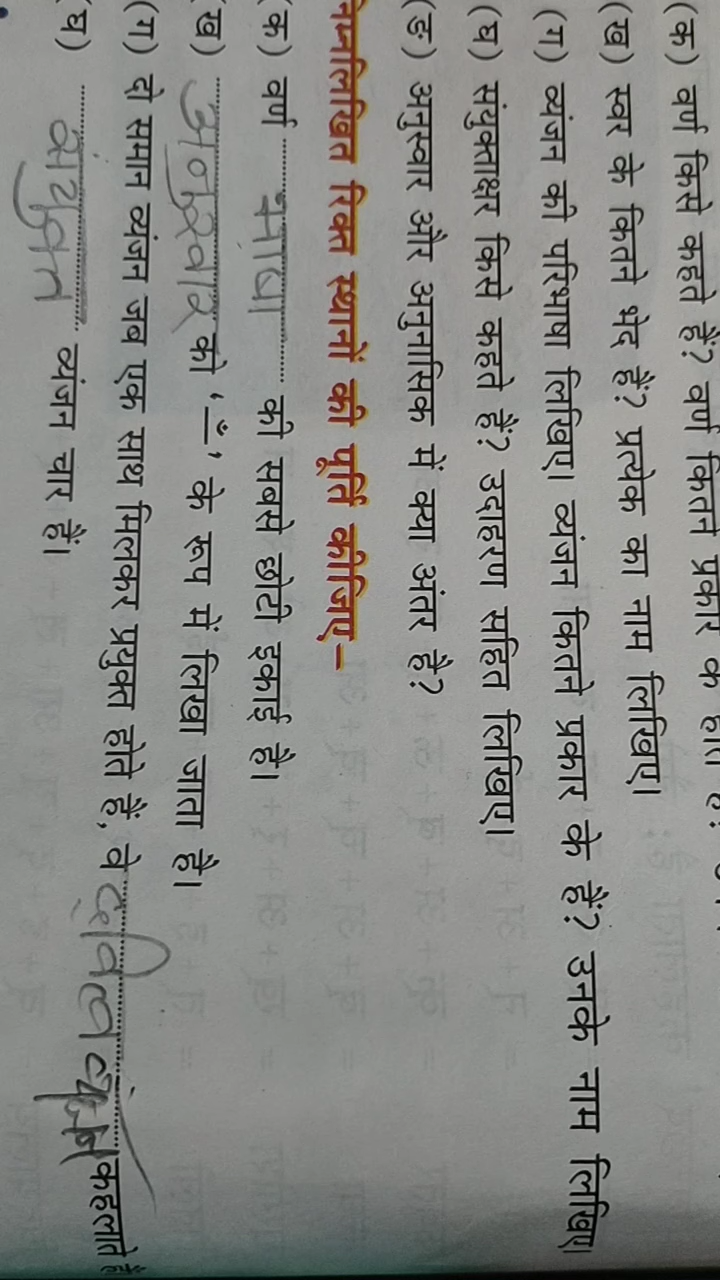 (क) वर्ण किसे कहते हैं? वर्ण कितने प्रकार के होते हैं?
(ख) स्वर के कितने भेद हैं? प्रत्येक का नाम लिखिए।
(ग) व्यंजन की परिभाषा लिखिए। व्यंजन कितने प्रकार के हैं? उनके नाम लिखिए।
(घ) संयुक्ताक्षर किसे कहते हैं? उदाहरण सहित लिखिए।
(ङ) अनुस्वार और अनुनासिक में क्या अंतर है?
निम्नलिखित रिक्त स्थानों की पूर्ति कीजिए–
(क) वर्ण भाषा की सबसे छोटी इकाई है।
(ख) अनुस्वार को ‘ – ं ’ के रूप में लिखा जाता है।
(ग) दो समान व्यंजन जब एक साथ मिलकर प्रयुक्त होते हैं, वे कहलाते हैं
(घ) संयुक्त व्यंजन चार हैं।